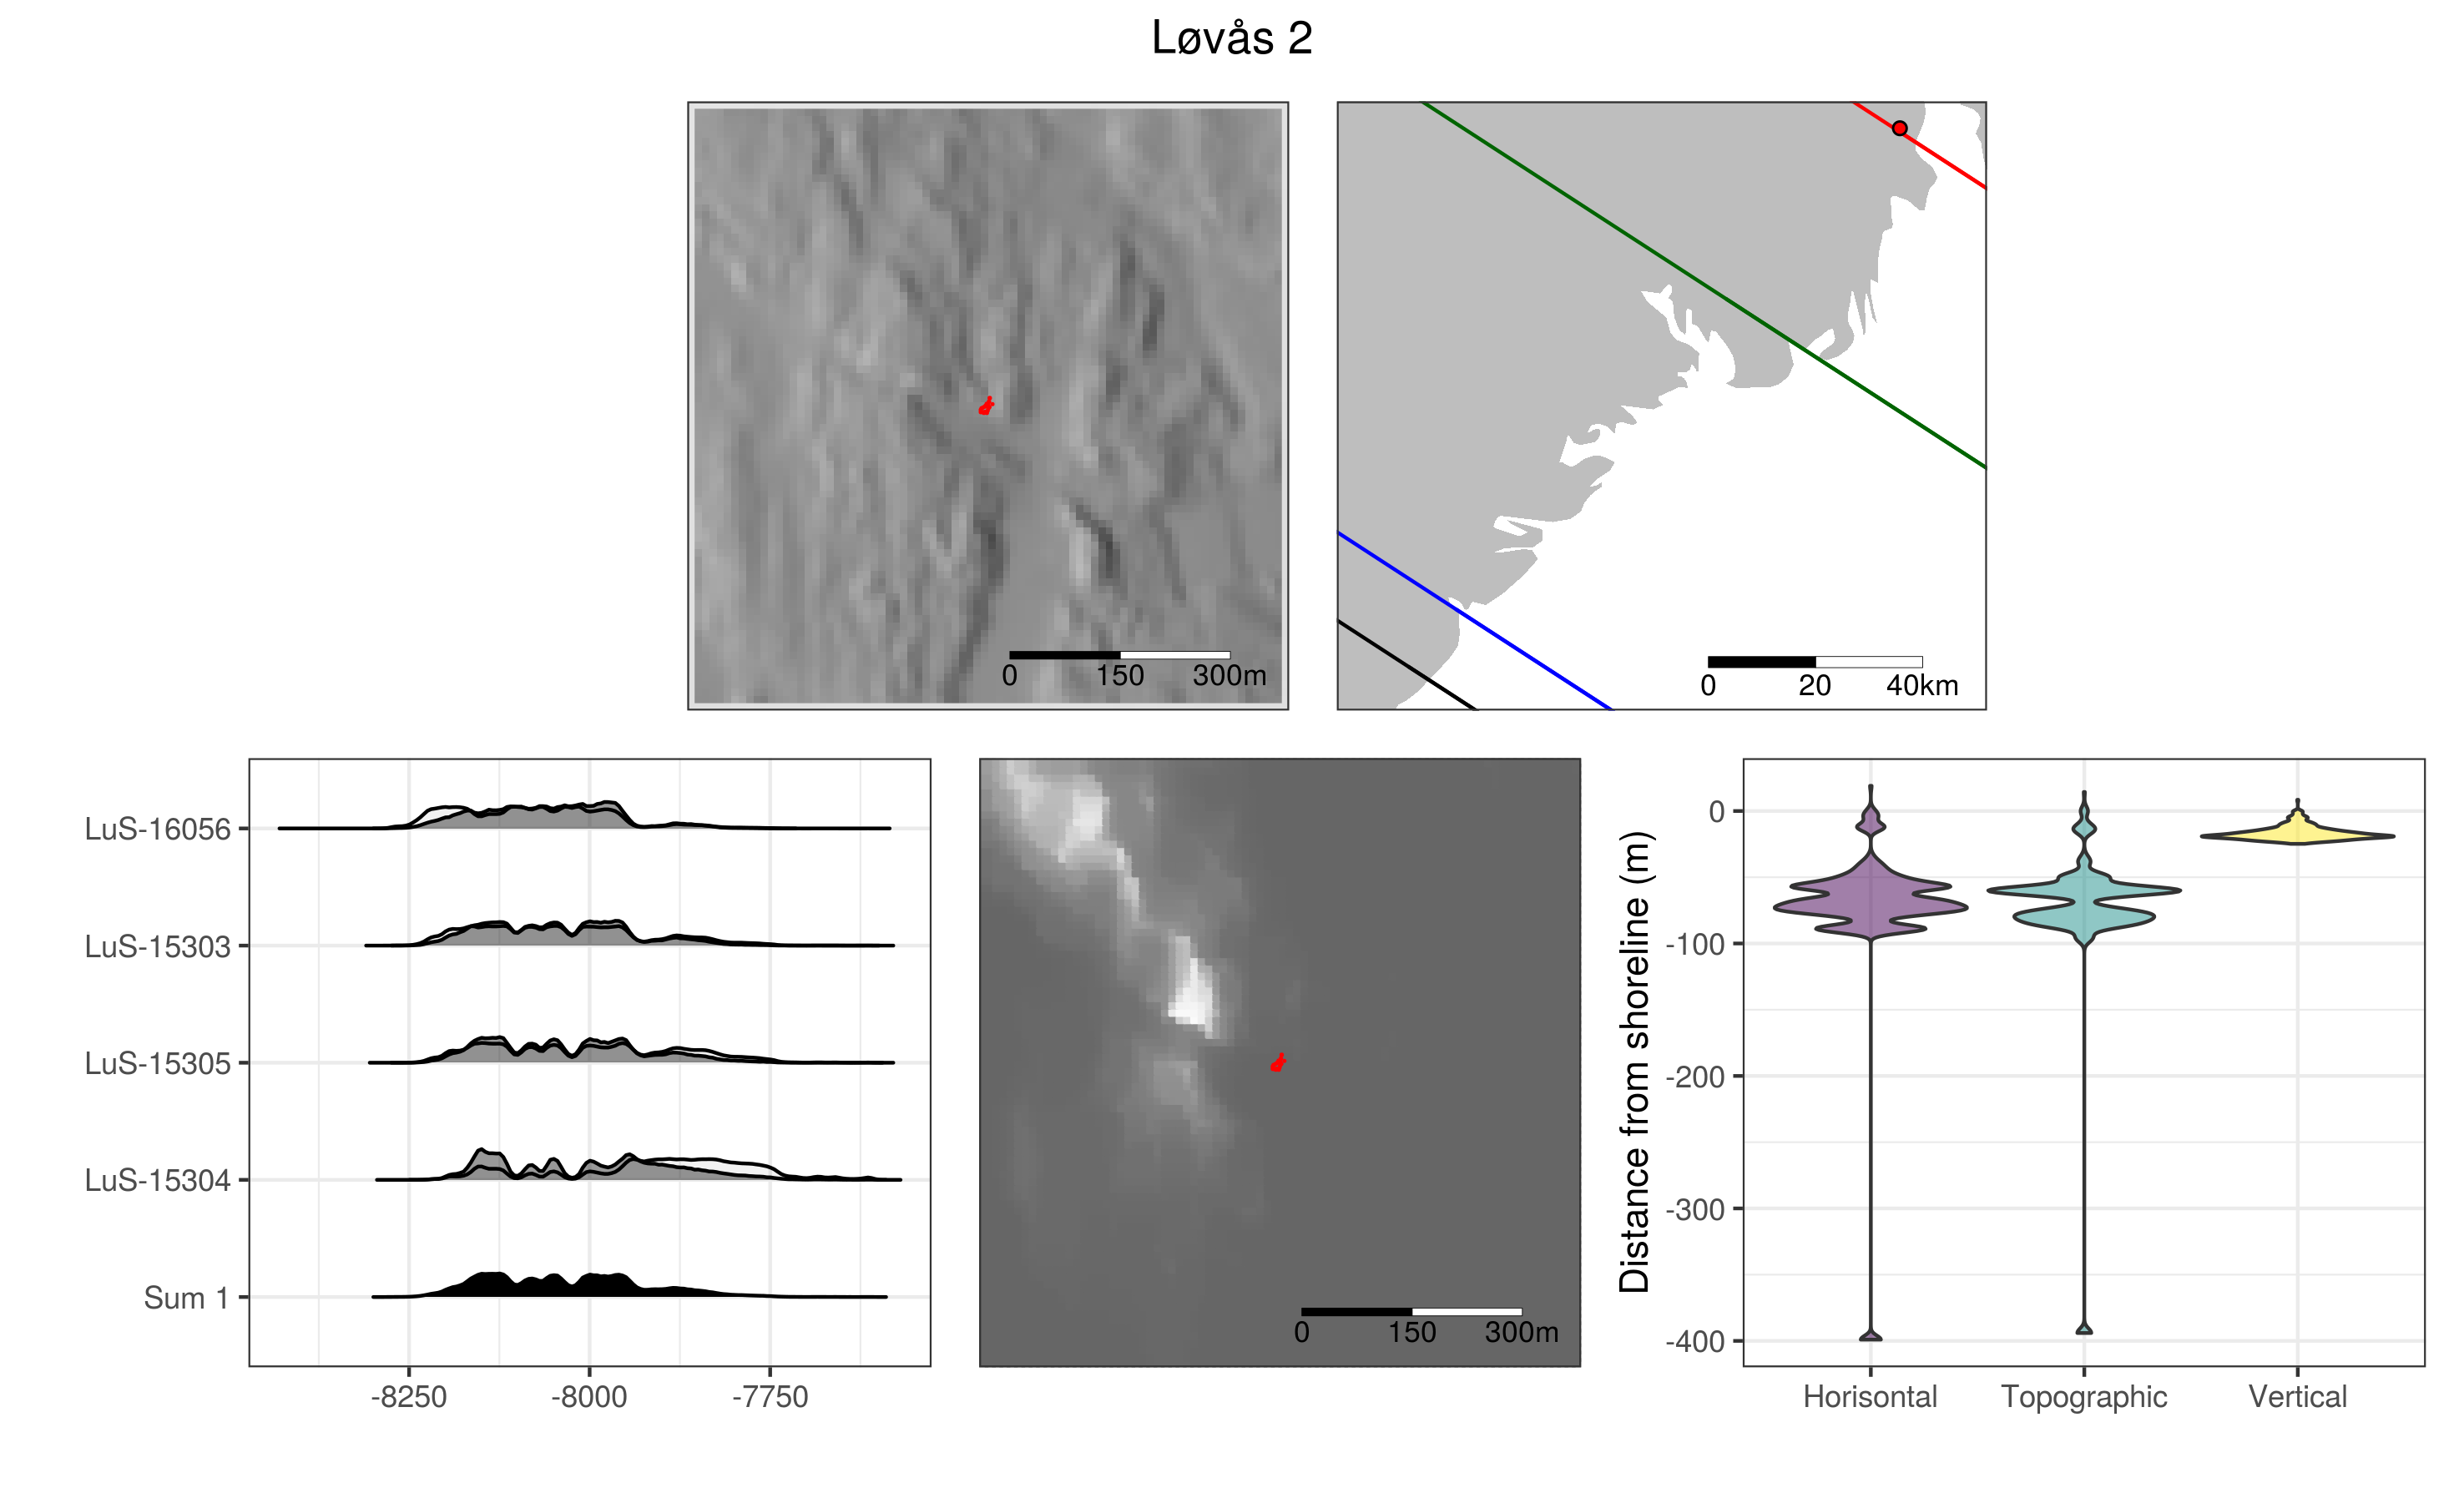 Løvås 2
0 150 300m
0 20 40km
LuS-16056
LuS-15303
LuS-15305
LuS-15304
Sum 1
-8250 -8000 -7750
0 150 300m
Distance from shoreline (m)
0
-100
-200
-300
-400
Horisontal Topographic Vertical